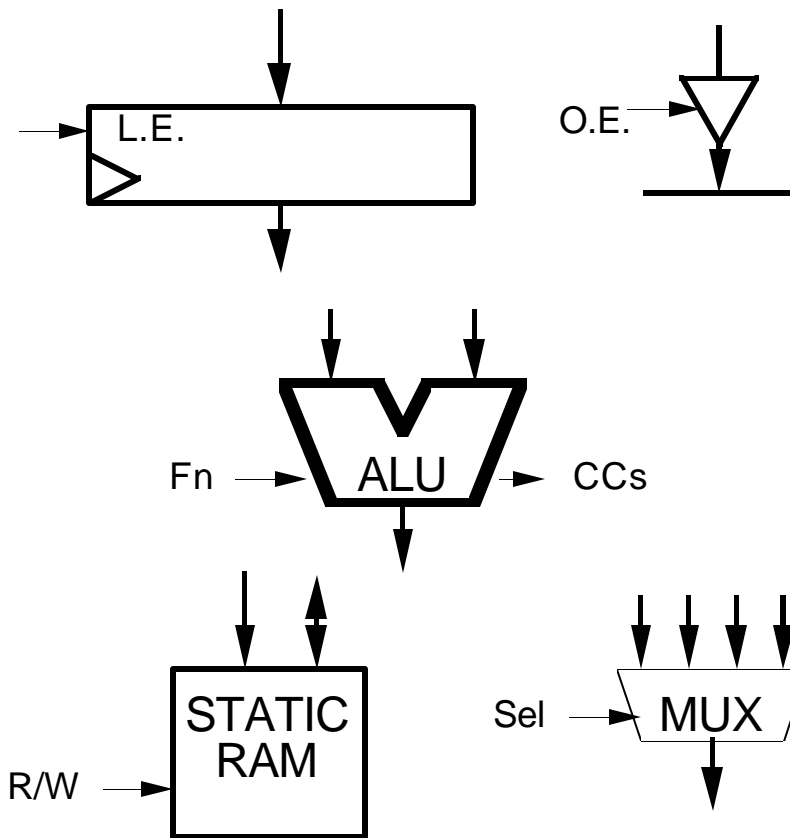 L.E.
O.E.
Fn
ALU
CCs
STATIC
RAM
R/W
Sel
MUX